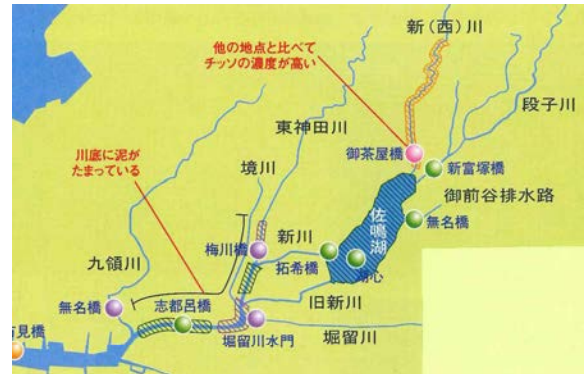 新(西)川
他の地点と比べて
チッソの濃度が高い
段子川
東神田川
御茶屋橋
新富塚橋
川底に泥が
たまっている
境川
御前谷排水路
佐鳴湖
無名橋
新川
梅川橋
拓希橋
湖心
九領川
旧新川
無名橋
志都呂橋
堀留川
堀留川水門
見橋